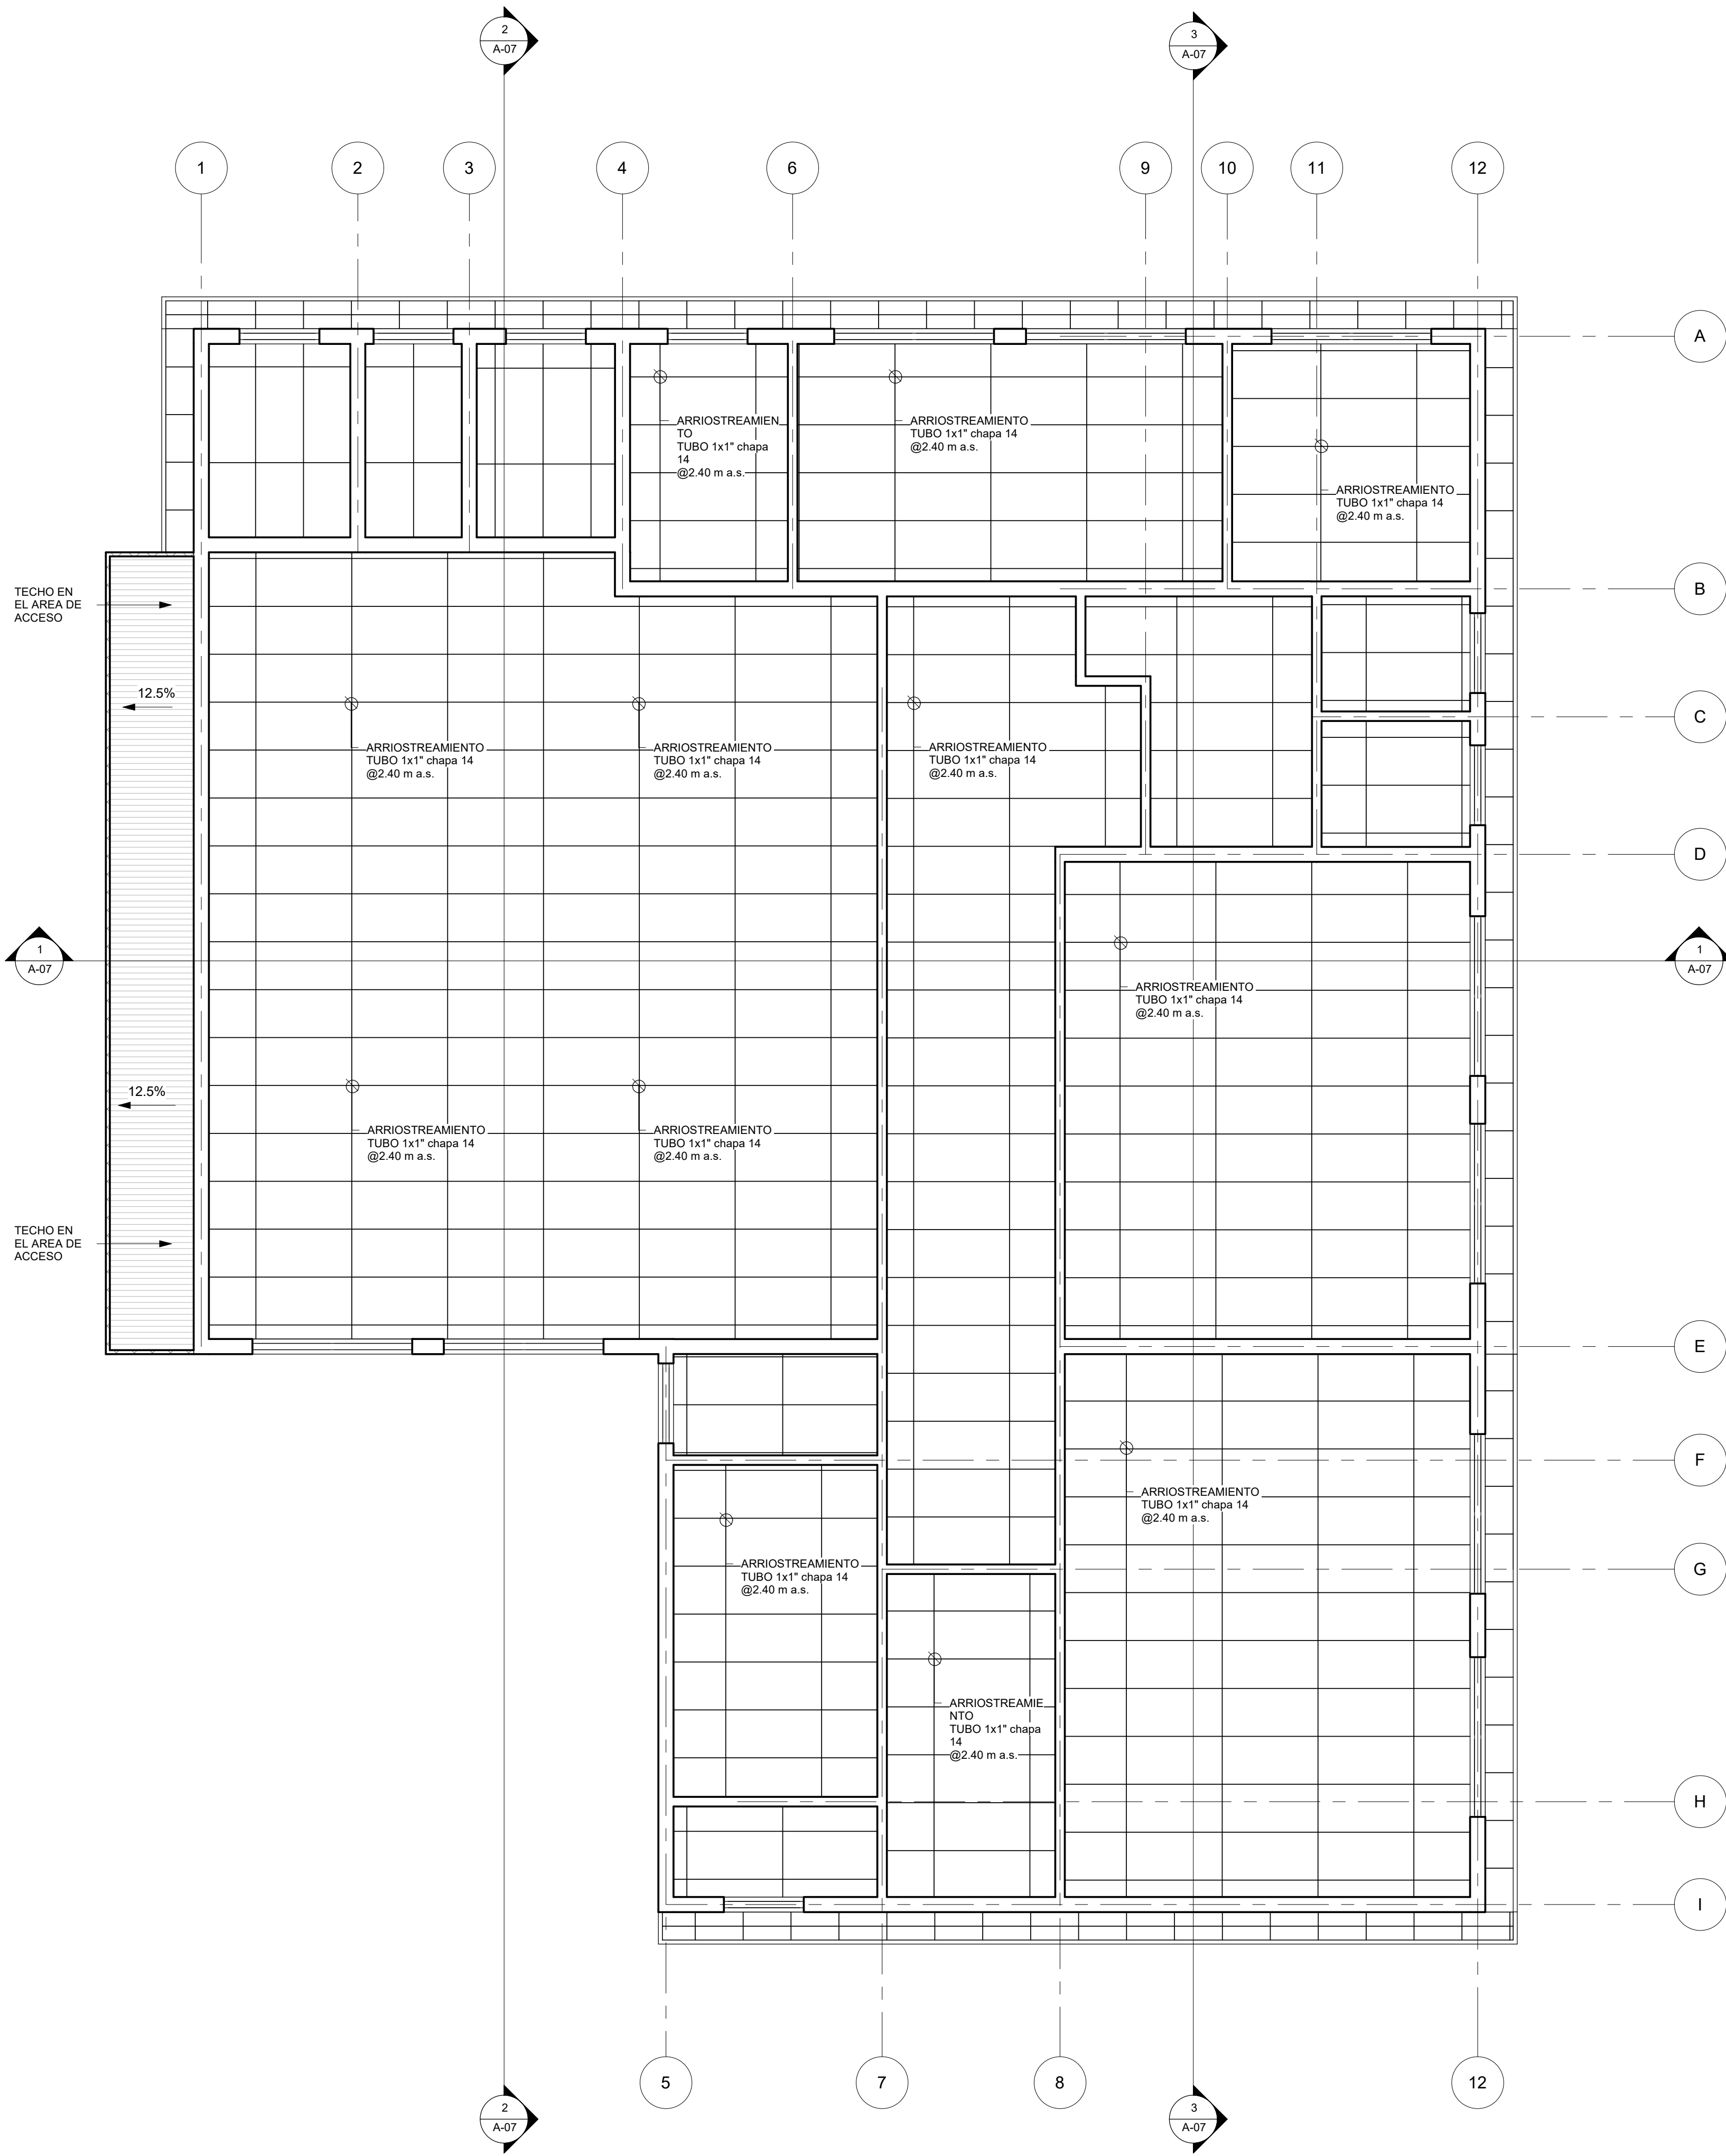 2
A-07
3
A-07
1
2
3
4
6
9
10
11
12
A
ARRIOSTREAMIEN
TO
TUBO 1x1" chapa
14
@2.40 m a.s.
ARRIOSTREAMIENTO
TUBO 1x1" chapa 14
@2.40 m a.s.
ARRIOSTREAMIENTO
TUBO 1x1" chapa 14
@2.40 m a.s.
TECHO EN
EL AREA DE
ACCESO
B
12.5%
C
ARRIOSTREAMIENTO
TUBO 1x1" chapa 14
@2.40 m a.s.
ARRIOSTREAMIENTO
TUBO 1x1" chapa 14
@2.40 m a.s.
ARRIOSTREAMIENTO
TUBO 1x1" chapa 14
@2.40 m a.s.
D
1
A-07
1
A-07
ARRIOSTREAMIENTO
TUBO 1x1" chapa 14
@2.40 m a.s.
12.5%
ARRIOSTREAMIENTO
TUBO 1x1" chapa 14
@2.40 m a.s.
ARRIOSTREAMIENTO
TUBO 1x1" chapa 14
@2.40 m a.s.
TECHO EN
EL AREA DE
ACCESO
E
F
ARRIOSTREAMIENTO
TUBO 1x1" chapa 14
@2.40 m a.s.
ARRIOSTREAMIENTO
TUBO 1x1" chapa 14
@2.40 m a.s.
G
ARRIOSTREAMIE
NTO
TUBO 1x1" chapa
14
@2.40 m a.s.
H
I
5
7
8
12
2
A-07
3
A-07